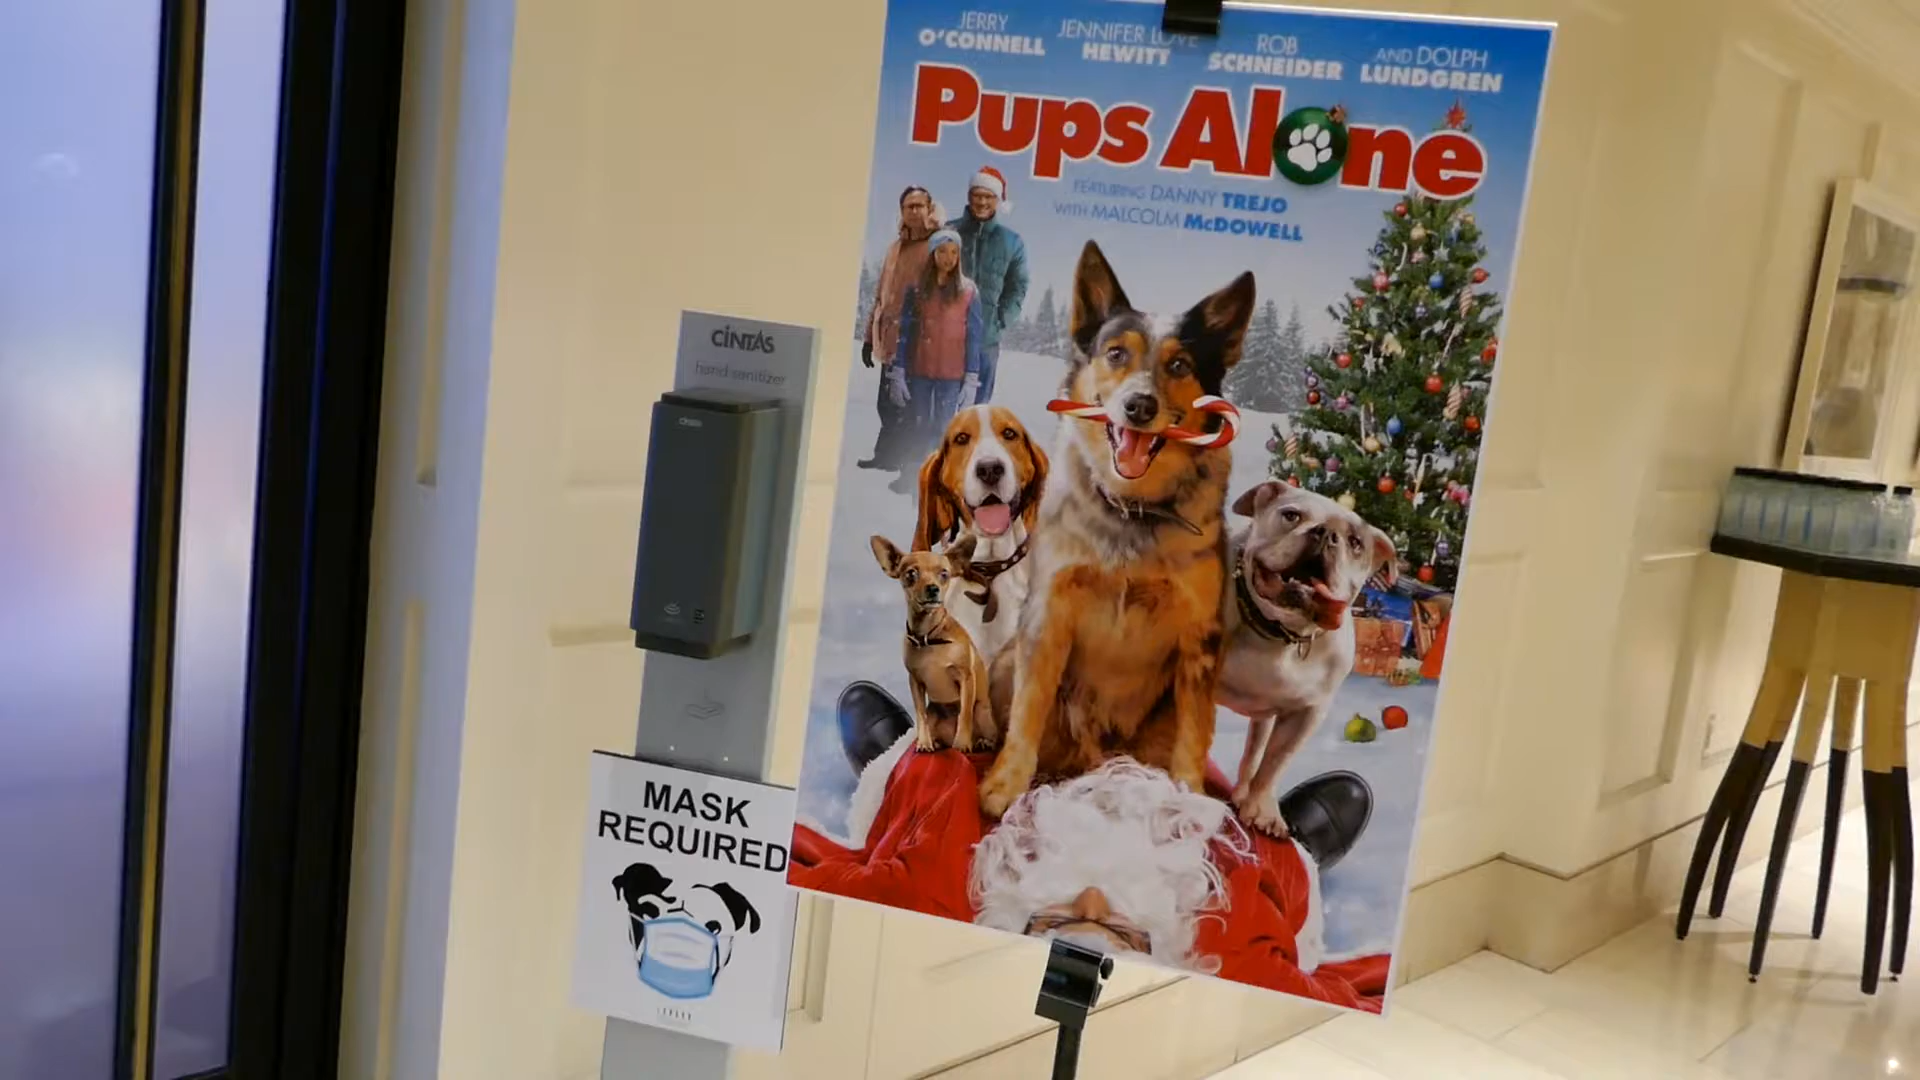 JERRY
O'CONNELL
JENNIFER LOVE
HEWITT
ROB
SCHNEIDER
AND DOLPH
LUNDGREN
Pups Alone
FEATURING DANNY TREJO
WITH MALCOLM McDOWELL
CINTAS
hand sanitizer
cintas
MASK
REQUIRED